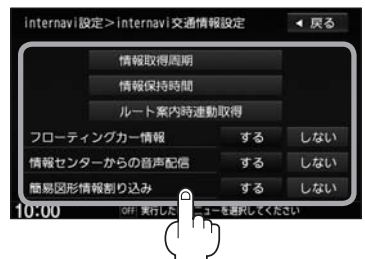 internavi設定>internavi交通情報設定 ◀ 戻る
情報取得周期
情報保持時間
ルート案内時連動取得
フローティングカー情報 する しない
情報センターからの音声配信 する しない
簡易図形情報割り込み する しない
10:00 OFF 実行した ューを選択してください